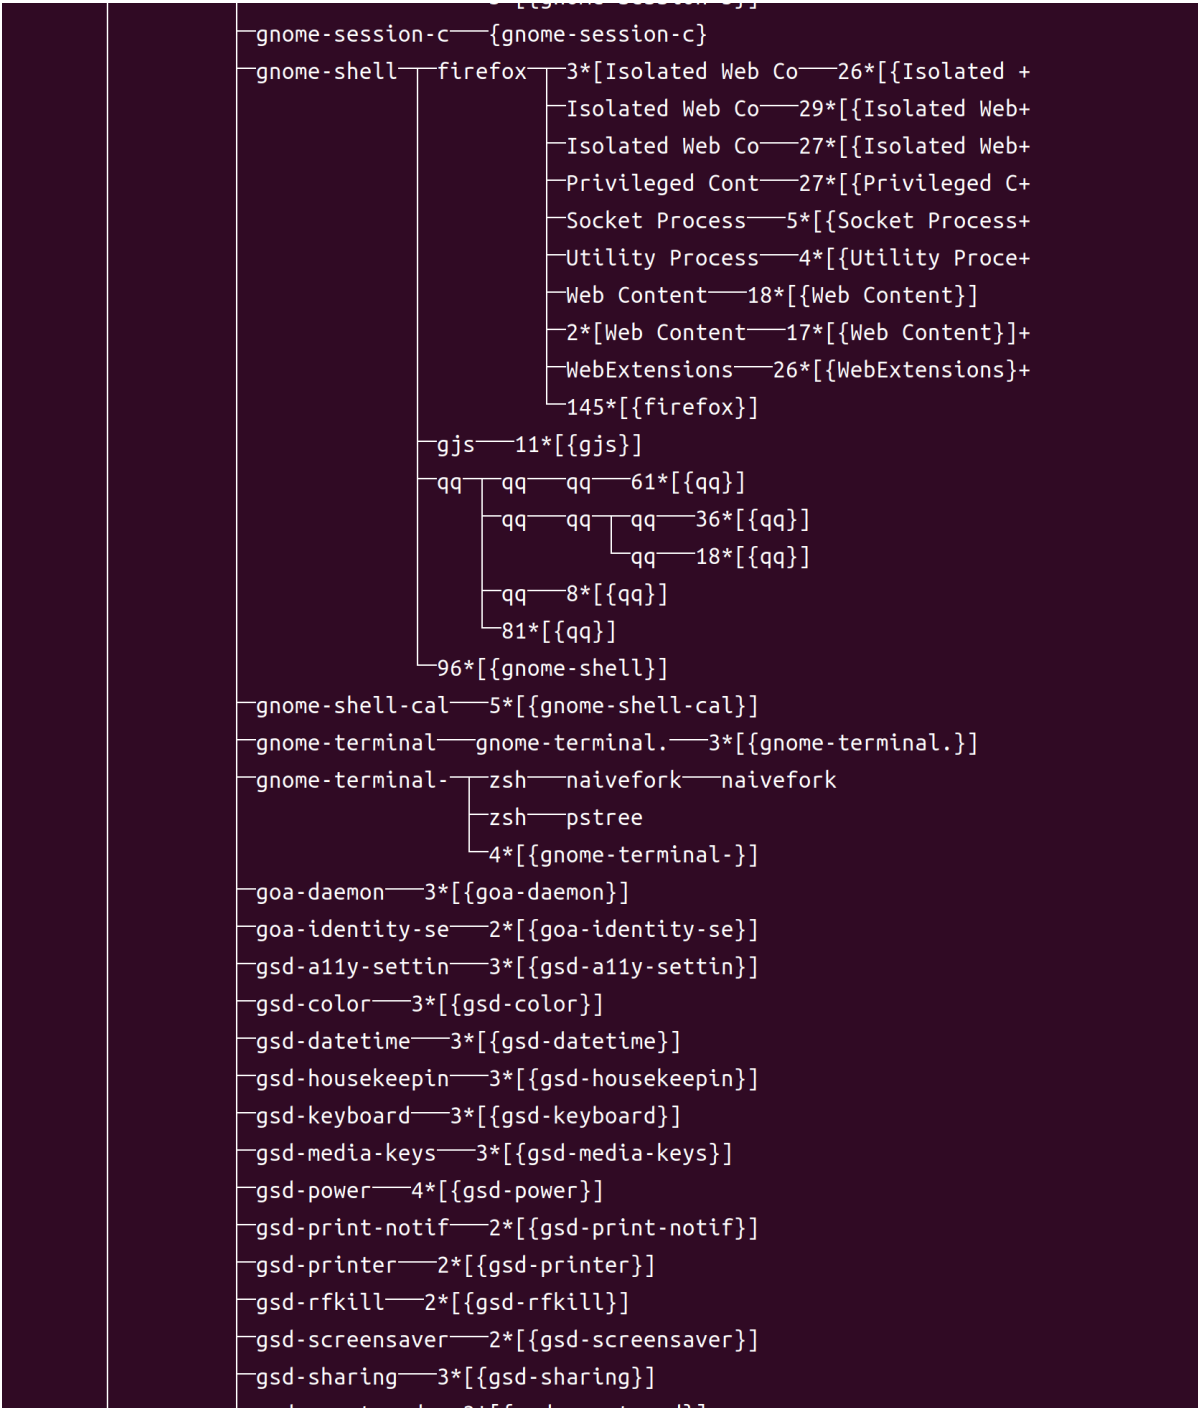 ├─gnome-session-c───{gnome-session-c}
├─gnome-shell─┬─firefox─┬─3*[Isolated Web Co───26*[{Isolated +
├─Isolated Web Co───29*[{Isolated Web+
├─Isolated Web Co───27*[{Isolated Web+
├─Privileged Cont───27*[{Privileged C+
├─Socket Process───5*[{Socket Process+
├─Utility Process───4*[{Utility Proce+
├─Web Content───18*[{Web Content}]
├─2*[Web Content───17*[{Web Content}]+
├─WebExtensions───26*[{WebExtensions}+
└─145*[{firefox}]
├─gjs───11*[{gjs}]
├─qq─┬─qq───qq───61*[{qq}]
├─qq───qq─┬─qq───36*[{qq}]
└─qq───18*[{qq}]
├─qq───8*[{qq}]
└─81*[{qq}]
└─96*[{gnome-shell}]
├─gnome-shell-cal───5*[{gnome-shell-cal}]
├─gnome-terminal───gnome-terminal.───3*[{gnome-terminal.}]
├─gnome-terminal-─┬─zsh───naivefork───naivefork
├─zsh───pstree
└─4*[{gnome-terminal-}]
├─goa-daemon───3*[{goa-daemon}]
├─goa-identity-se───2*[{goa-identity-se}]
├─gsd-a11y-settin───3*[{gsd-a11y-settin}]
├─gsd-color───3*[{gsd-color}]
├─gsd-datetime───3*[{gsd-datetime}]
├─gsd-housekeepin───3*[{gsd-housekeepin}]
├─gsd-keyboard───3*[{gsd-keyboard}]
├─gsd-media-keys───3*[{gsd-media-keys}]
├─gsd-power───4*[{gsd-power}]
├─gsd-print-notif───2*[{gsd-print-notif}]
├─gsd-printer───2*[{gsd-printer}]
├─gsd-rfkill───2*[{gsd-rfkill}]
├─gsd-screensaver───2*[{gsd-screensaver}]
├─gsd-sharing───3*[{gsd-sharing}]